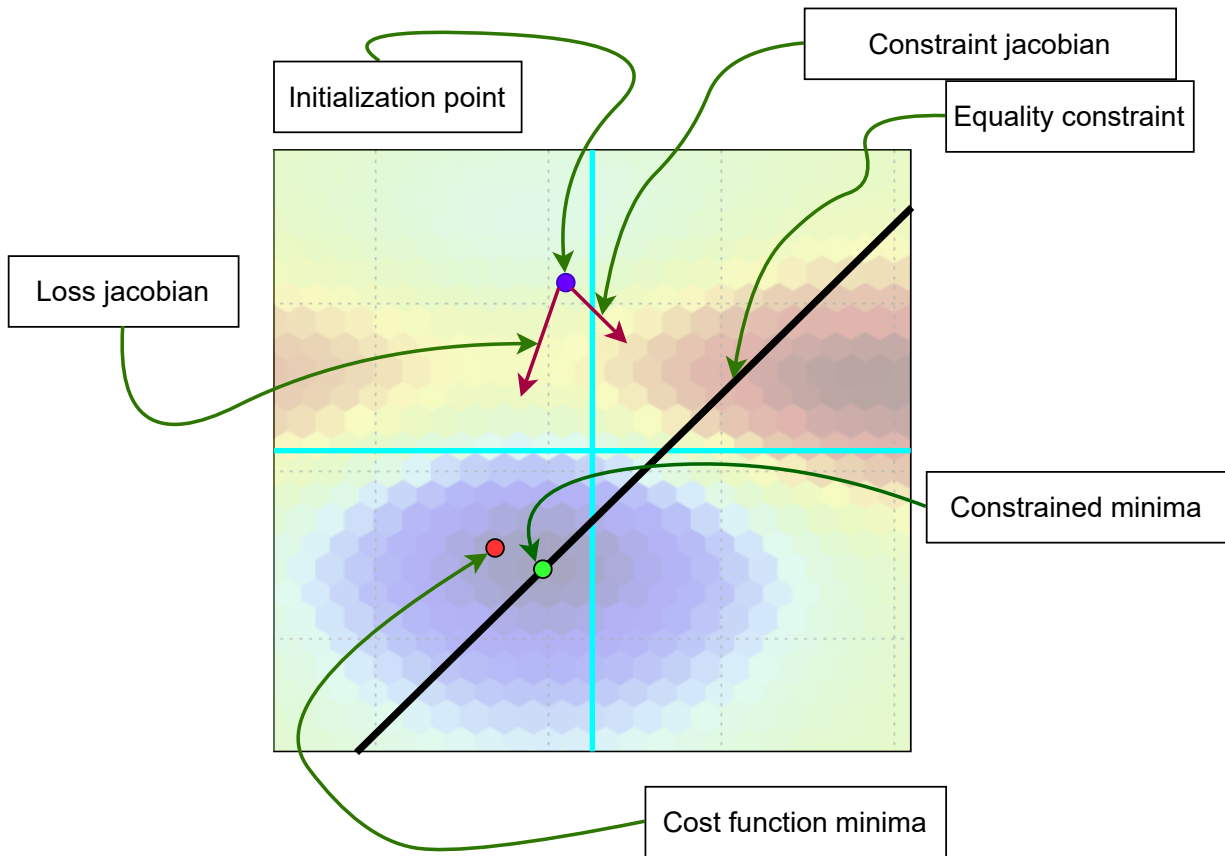 Constraint jacobian
Initialization point
Equality constraint
Loss jacobian
Constrained minima
Cost function minima